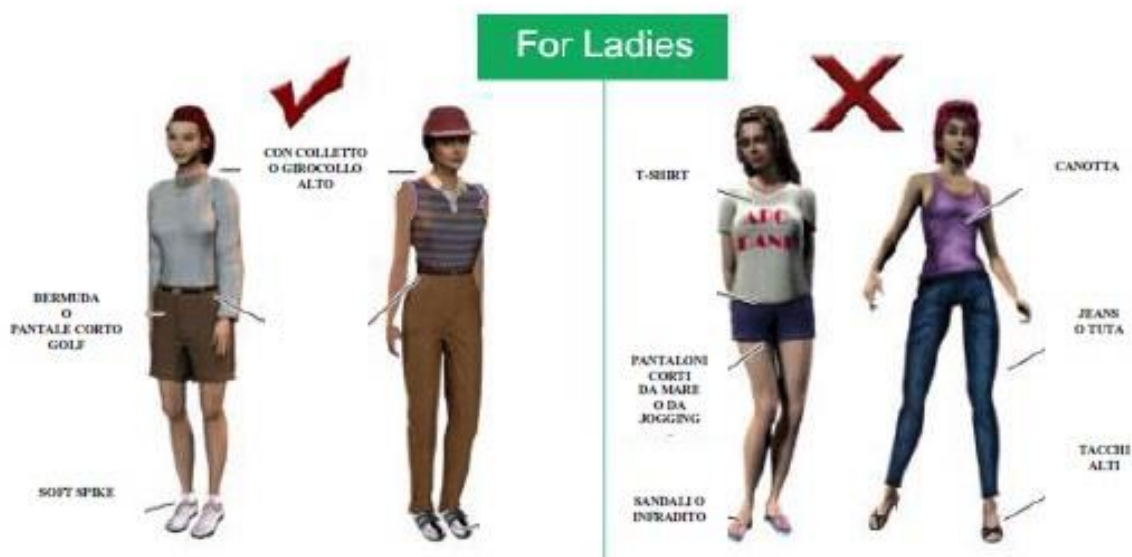 For Ladies
CON COLLETTO
O GIROCOLLO
ALTO
BERMUDA
O
PANTALE CORTO
GOLF
SOFT SPIKE
T-SHIRT
CANOTTA
JEANS
O TUTA
PANTALONI
CORTI
DA MARE
O DA
JOGGING
TACCHI
ALTI
SANDALI O
INFRADITO